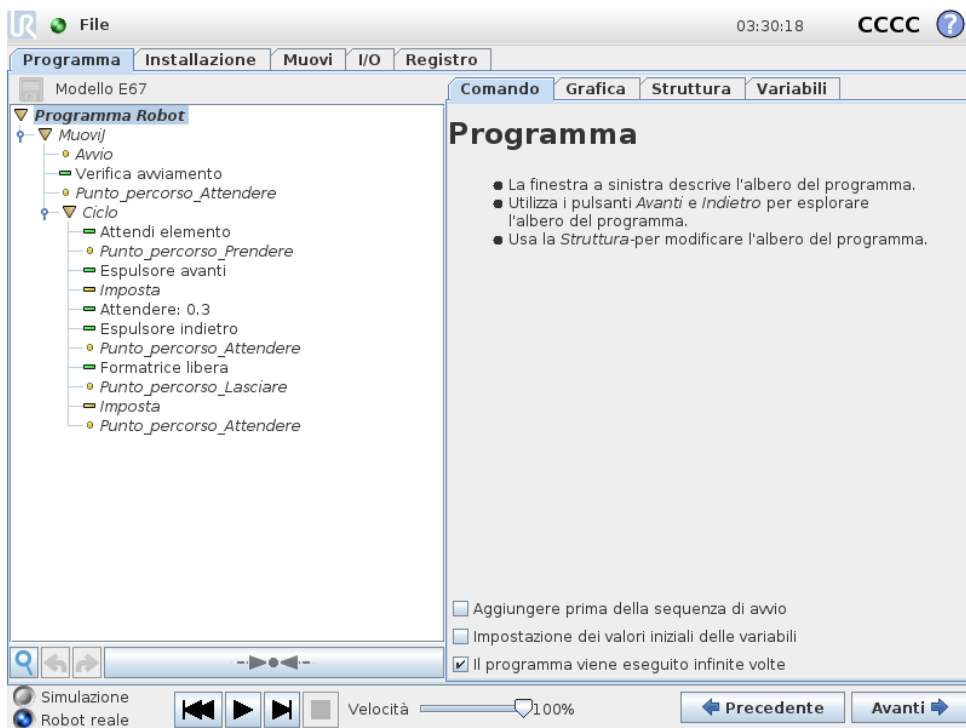 UR File 03:30:18 CCCC ?
Programma Installazione Muovi I/O Registro
Modello E67
Comando Grafica Struttura Variabili
Programma Robot
MuoviJ
Avvio
Verifica avviamento
Punto_percorso_Attendere
Ciclo
Attendi elemento
Punto_percorso_Prendere
Espulsore avanti
Imposta
Attendere: 0.3
Espulsore indietro
Punto_percorso_Attendere
Formatrice libera
Punto_percorso_Lasciare
Imposta
Punto_percorso_Attendere
Programma
La finestra a sinistra descrive l'albero del programma.
Utilizza i pulsanti Avanti e Indietro per esplorare
l'albero del programma.
Usa la Struttura-per modificare l'albero del programma.
Aggiungere prima della sequenza di avvio
Impostazione dei valori iniziali delle variabili
Il programma viene eseguito infinite volte
Simulazione
Robot reale
Velocità 100%
Precedente Avanti